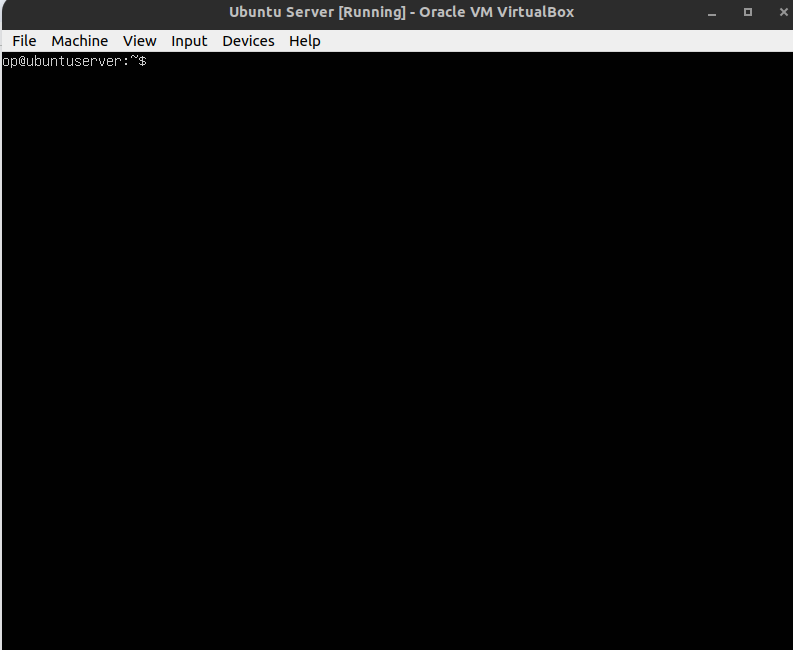 Ubuntu Server [Running] - Oracle VM VirtualBox
File Machine View Input Devices Help
op@ubuntuserver:~$